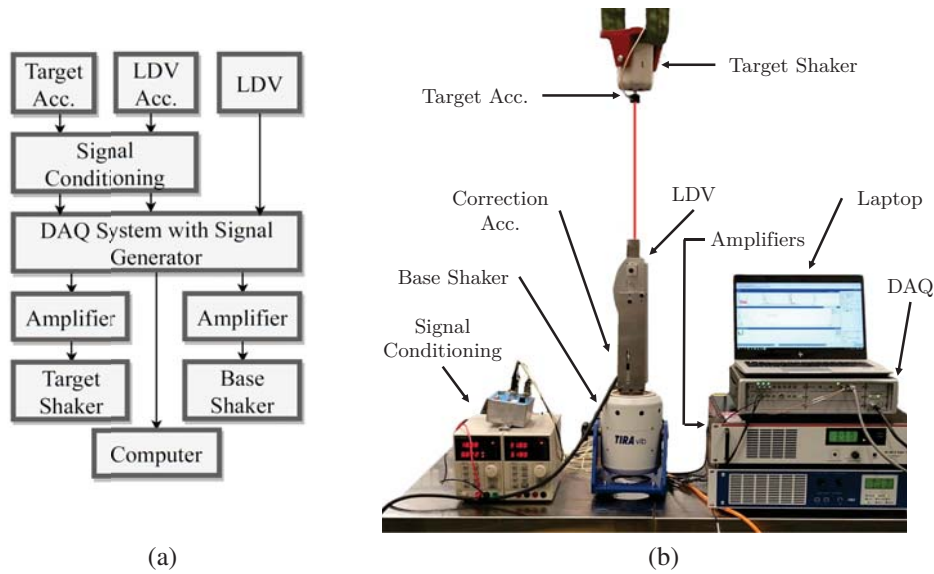 Target
Acc.
LDV
Acc.
LDV
Signal
Conditioning
DAQ System with Signal
Generator
Amplifier
Amplifier
Target
Shaker
Base
Shaker
Computer
(a)
Target Shaker
Target Acc.
Correction
Acc.
LDV
Laptop
Amplifiers
Base Shaker
DAQ
Signal
Conditioning
TIRA
(b)